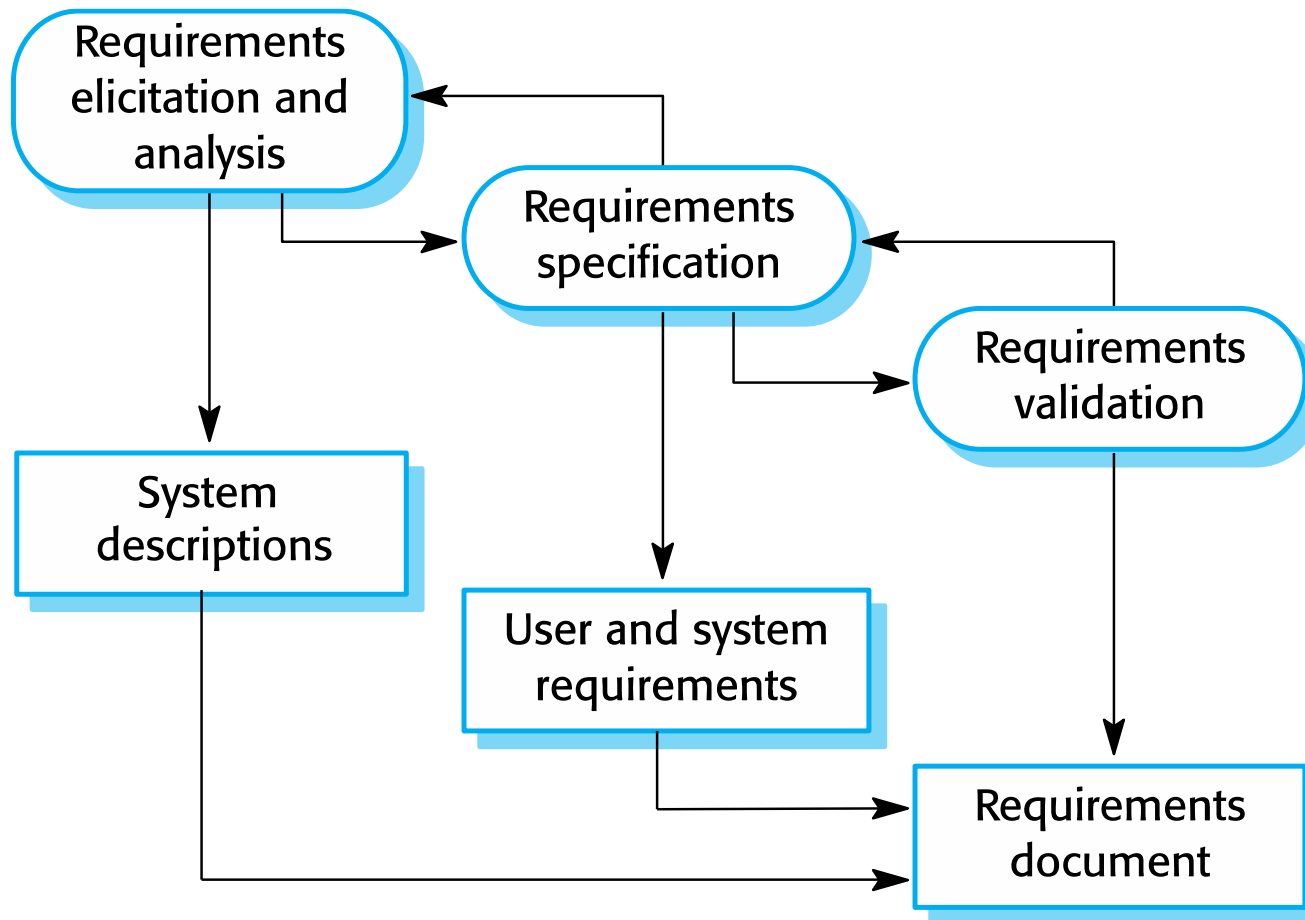 Requirements
elicitation and
analysis
Requirements
specification
Requirements
validation
System
descriptions
User and system
requirements
Requirements
document